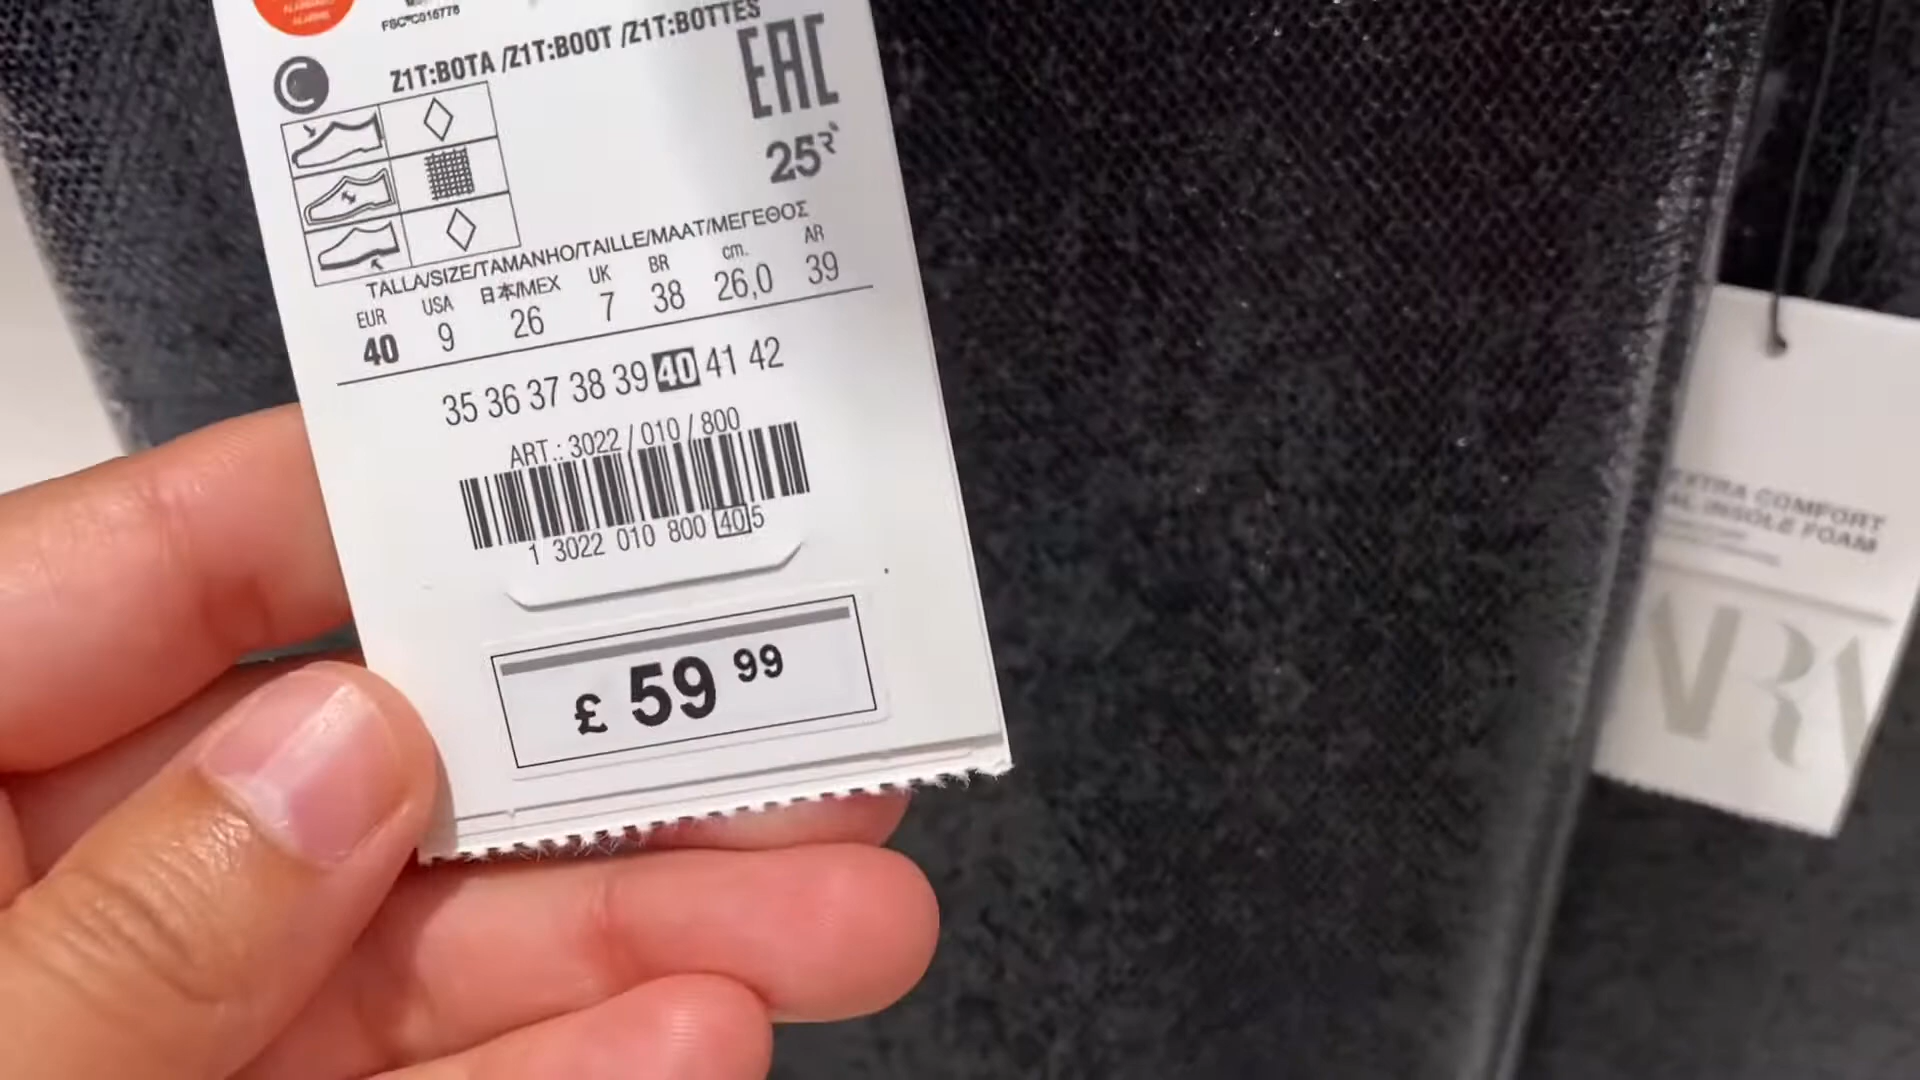 FSC®C016778
Z1T:BOTA /Z1T:BOOT /Z1T:BOTTES
EAC
25
TALLA/SIZE/TAMANHO/TAILLE/MAAT/ΜΕΓΕΘΟΣ
EUR USA 日本/MEX UK BR cm. AR
40 9 26 7 38 26,0 39
35 36 37 38 39 40 41 42
ART.: 3022 / 010 / 800
1 3022 010 800 40 5
£ 59 99
EXTRA COMFORT
INSOLE FOAM